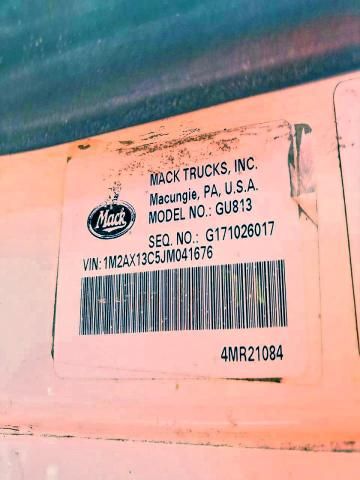 MACK TRUCKS, INC.
Macungie, PA, U.S.A.
MODEL NO.: GU813
Mack
SEQ. NO.: G171026017
VIN: 1M2AX13C5JM041676
4MR21084